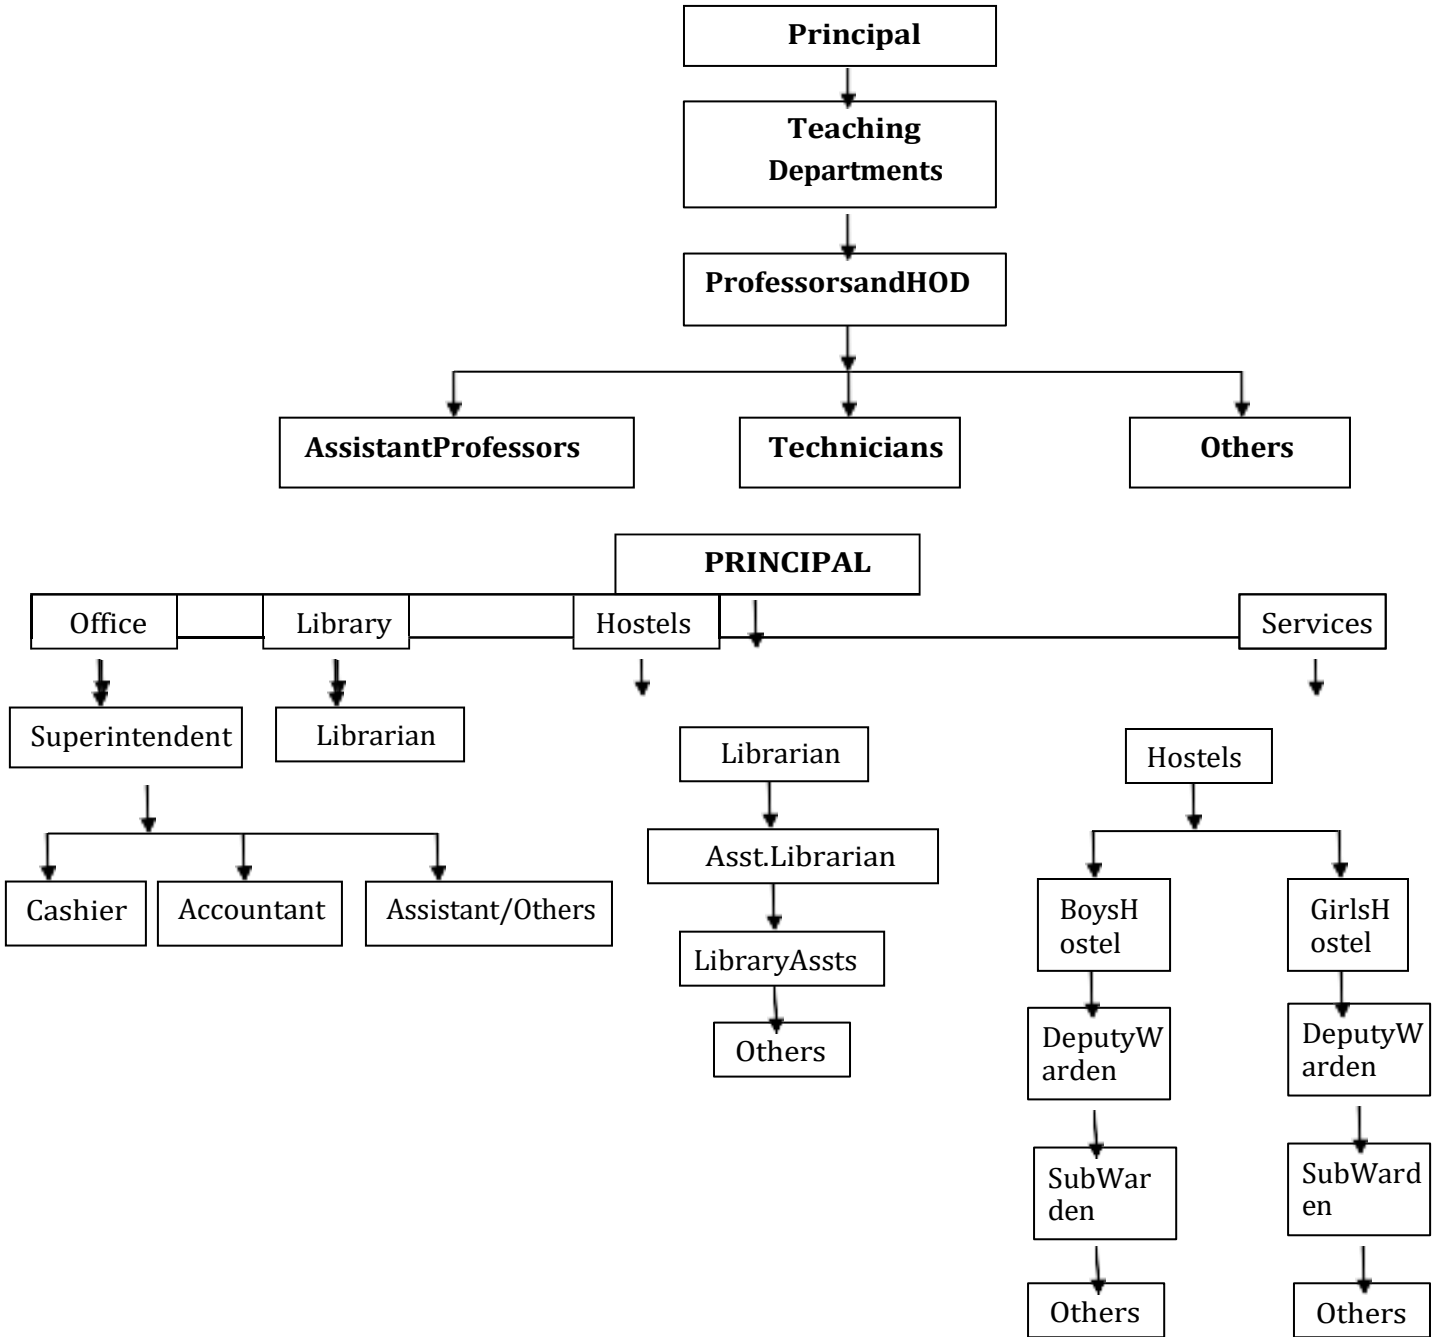 Principal
Teaching
Departments
ProfessorsandHOD
AssistantProfessors
Technicians
Others
PRINCIPAL
Office
Library
Hostels
Services
Superintendent
Librarian
Librarian
Hostels
Asst.Librarian
Cashier
Accountant
Assistant/Others
BoysH
ostel
GirlsH
ostel
LibraryAssts
Others
DeputyW
arden
DeputyW
arden
SubWar
den
SubWard
en
Others
Others